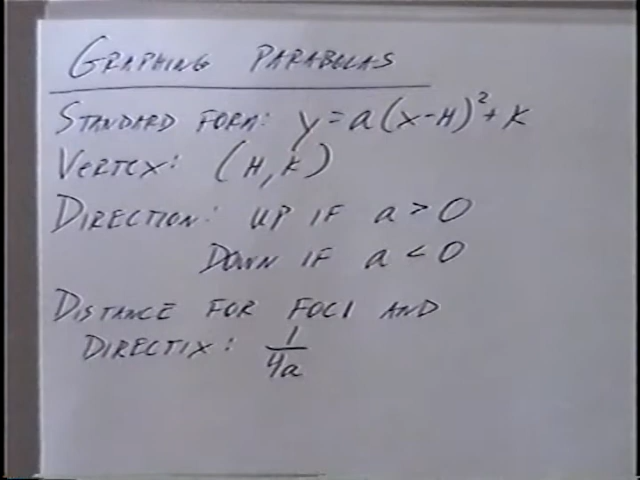 GRAPHING PARABOLAS
STANDARD FORM: y = a(x-H)² + K
VERTEX: (H, K)
DIRECTION: UP IF a > 0
DOWN IF a < 0
DISTANCE FOR FOCI AND
DIRECTIX: 1/4a